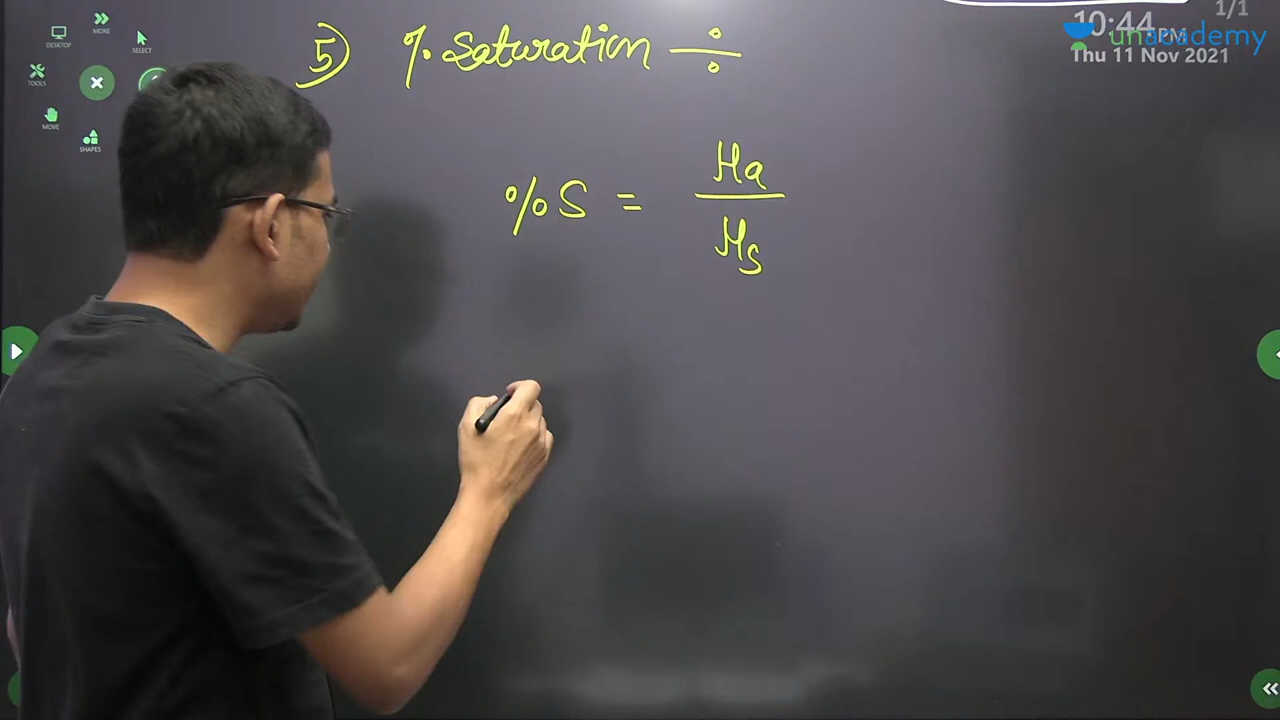 1/1
10:44 PM
unacademy
Thu 11 Nov 2021
DESKTOP
MORE
SELECT
TOOLS
MOVE
SHAPES
5) % Saturation ÷
%S = Ha / Hs